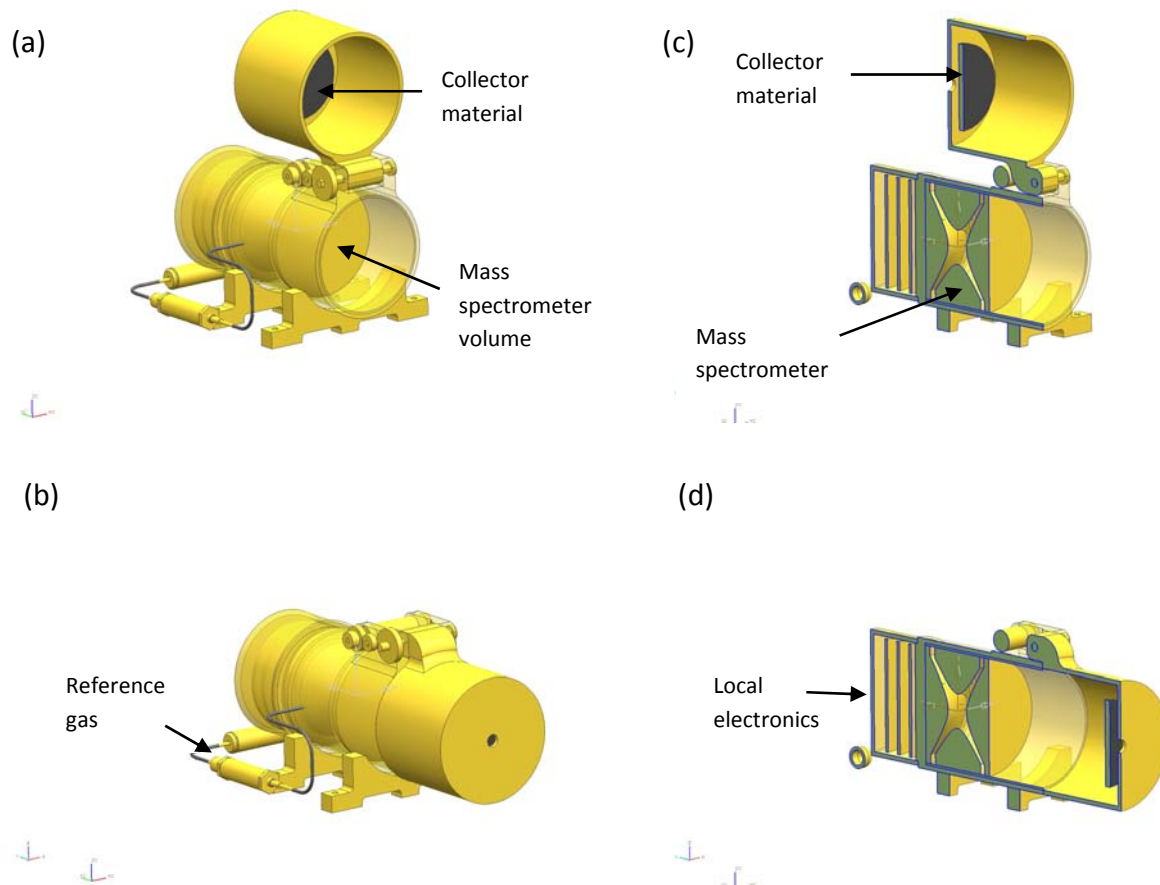 (a)
Collector
material
Mass
spectrometer
volume
(c)
Collector
material
Mass
spectrometer
(b)
Reference
gas
(d)
Local
electronics